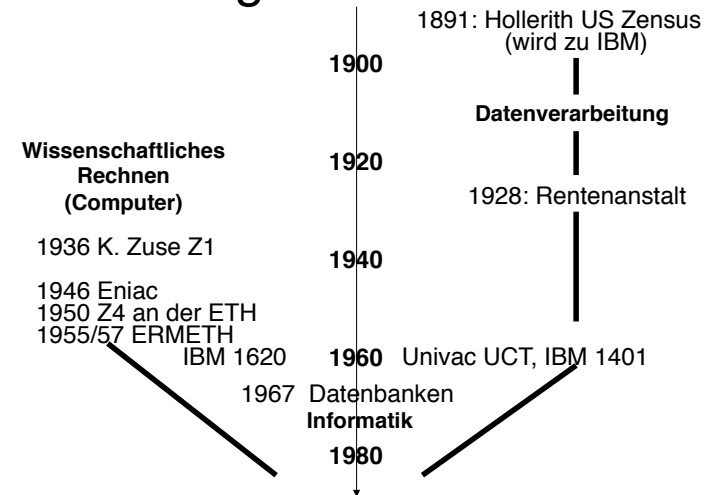 1891: Hollerith US Zensus
(wird zu IBM)
1900
Datenverarbeitung
Wissenschaftliches
Rechnen
(Computer)
1920
1928: Rentenanstalt
1936 K. Zuse Z1
1940
1946 Eniac
1950 Z4 an der ETH
1955/57 ERMETH
IBM 1620
1960
Univac UCT, IBM 1401
1967 Datenbanken
Informatik
1980